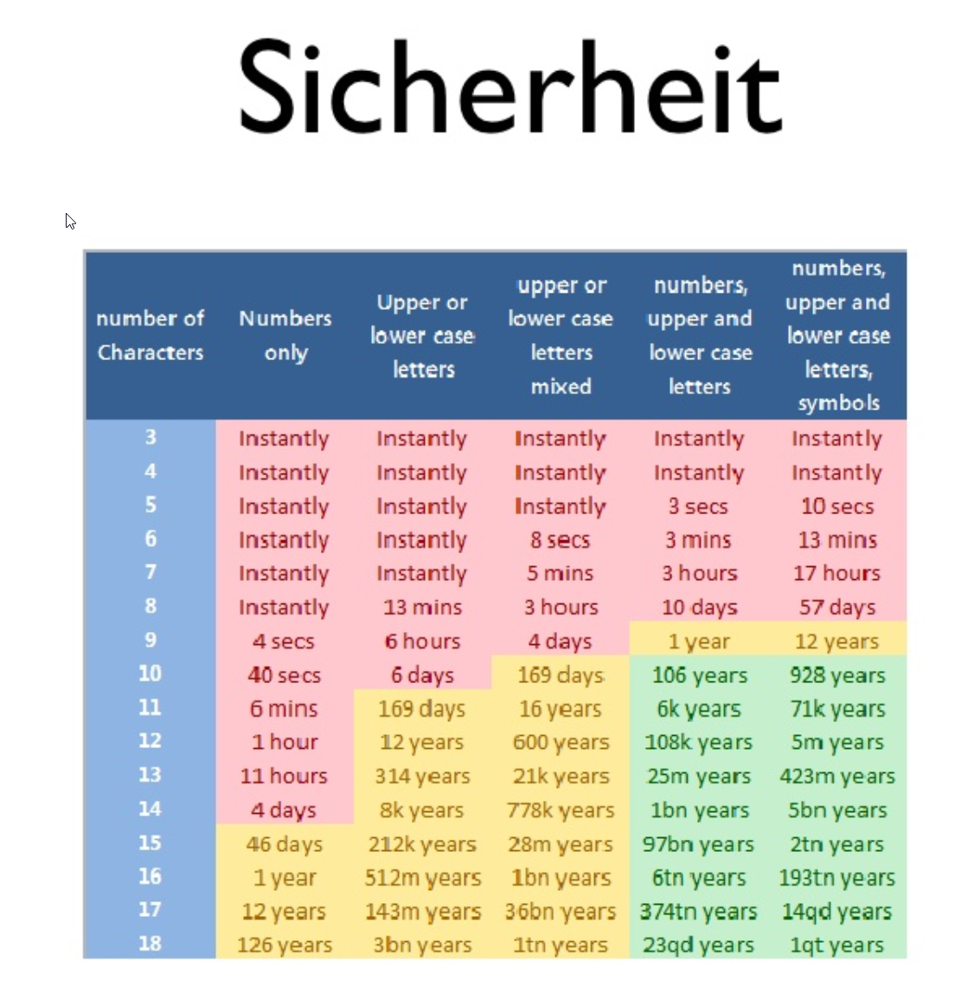 Sicherheit
number of Characters | Numbers only | Upper or lower case letters | upper or lower case letters mixed | numbers, upper and lower case letters | numbers, upper and lower case letters, symbols
3 | Instantly | Instantly | Instantly | Instantly | Instantly
4 | Instantly | Instantly | Instantly | Instantly | Instantly
5 | Instantly | Instantly | Instantly | 3 secs | 10 secs
6 | Instantly | Instantly | 8 secs | 3 mins | 13 mins
7 | Instantly | Instantly | 5 mins | 3 hours | 17 hours
8 | Instantly | 13 mins | 3 hours | 10 days | 57 days
9 | 4 secs | 6 hours | 4 days | 1 year | 12 years
10 | 40 secs | 6 days | 169 days | 106 years | 928 years
11 | 6 mins | 169 days | 16 years | 6k years | 71k years
12 | 1 hour | 12 years | 600 years | 108k years | 5m years
13 | 11 hours | 314 years | 21k years | 25m years | 423m years
14 | 4 days | 8k years | 778k years | 1bn years | 5bn years
15 | 46 days | 212k years | 28m years | 97bn years | 2tn years
16 | 1 year | 512m years | 1bn years | 6tn years | 193tn years
17 | 12 years | 143m years | 36bn years | 374tn years | 14qd years
18 | 126 years | 3bn years | 1tn years | 23qd years | 1qt years